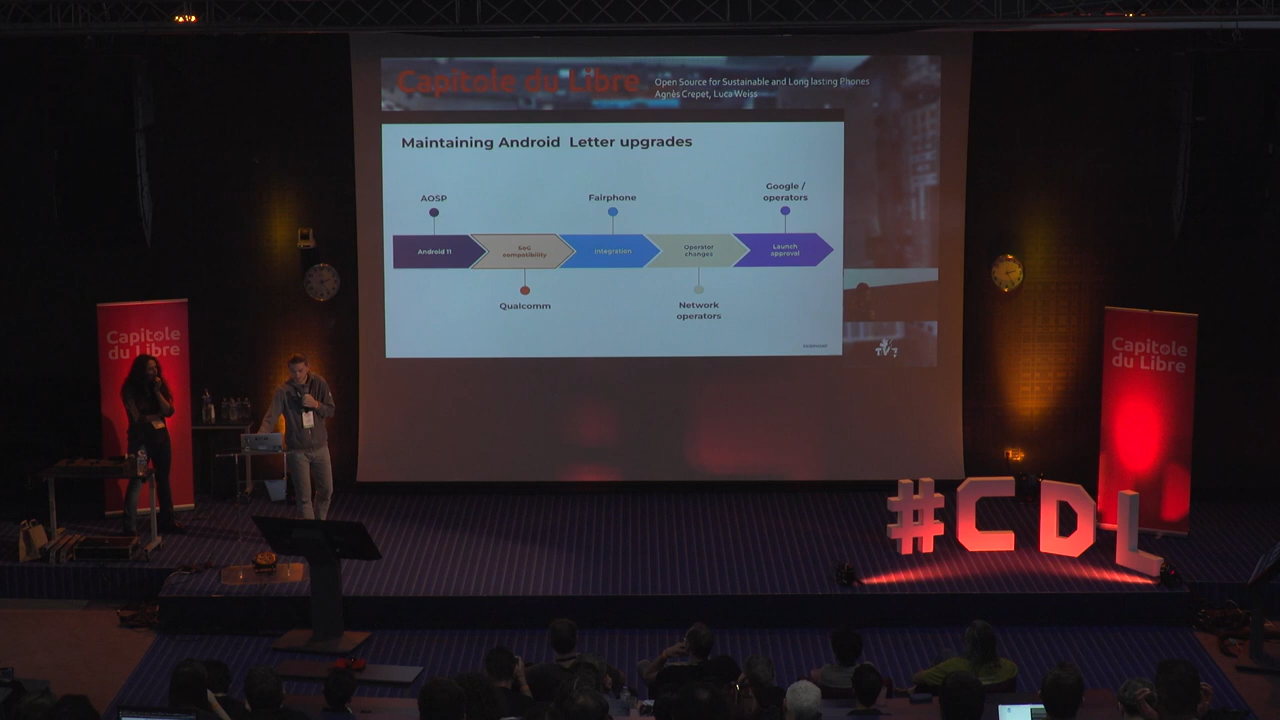 Capitole du Libre
Open Source for Sustainable and Long lasting Phones
Agnès Crepet, Luca Weiss
Maintaining Android Letter upgrades
AOSP
Fairphone
Google /
operators
Android 11
SoC
compatibility
Integration
Operator
changes
Launch
approval
Qualcomm
Network
operators
FAIRPHONE
Capitole
du Libre
Capitole
du Libre
#CDL